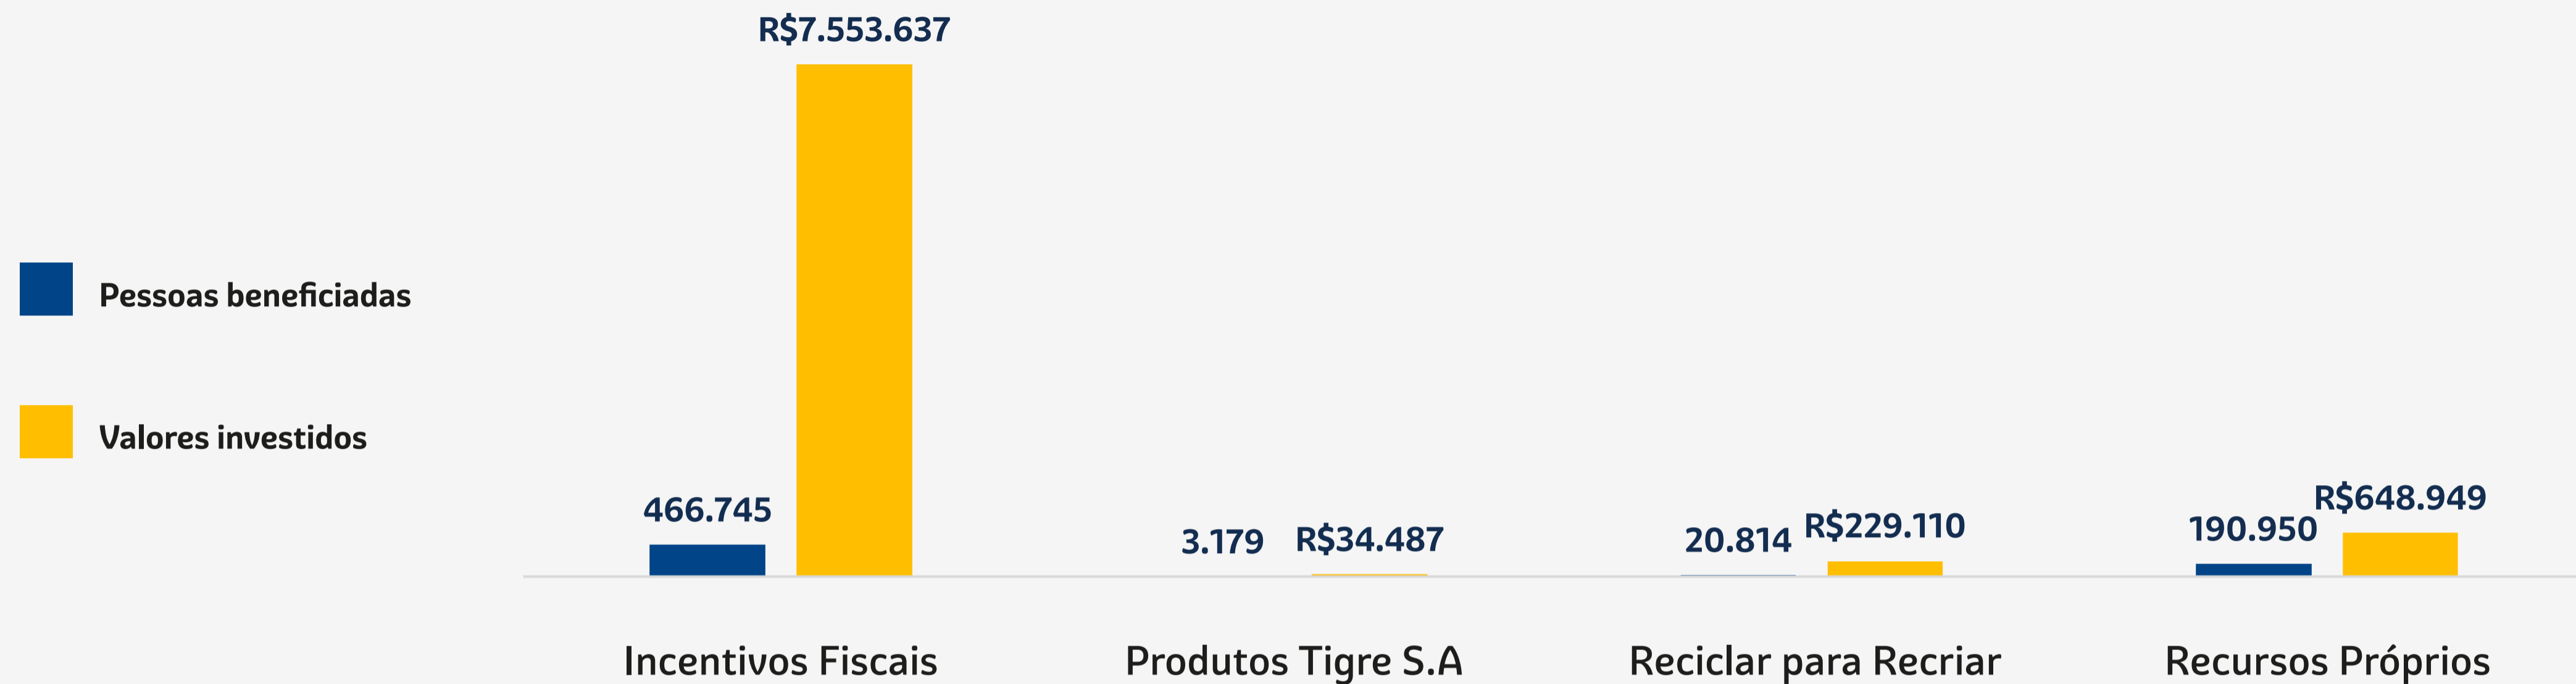 R$7.553.637
Pessoas beneficiadas
Valores investidos
466.745
3.179 R$34.487
20.814 R$229.110
190.950 R$648.949
Incentivos Fiscais
Produtos Tigre S.A
Reciclar para Recriar
Recursos Próprios